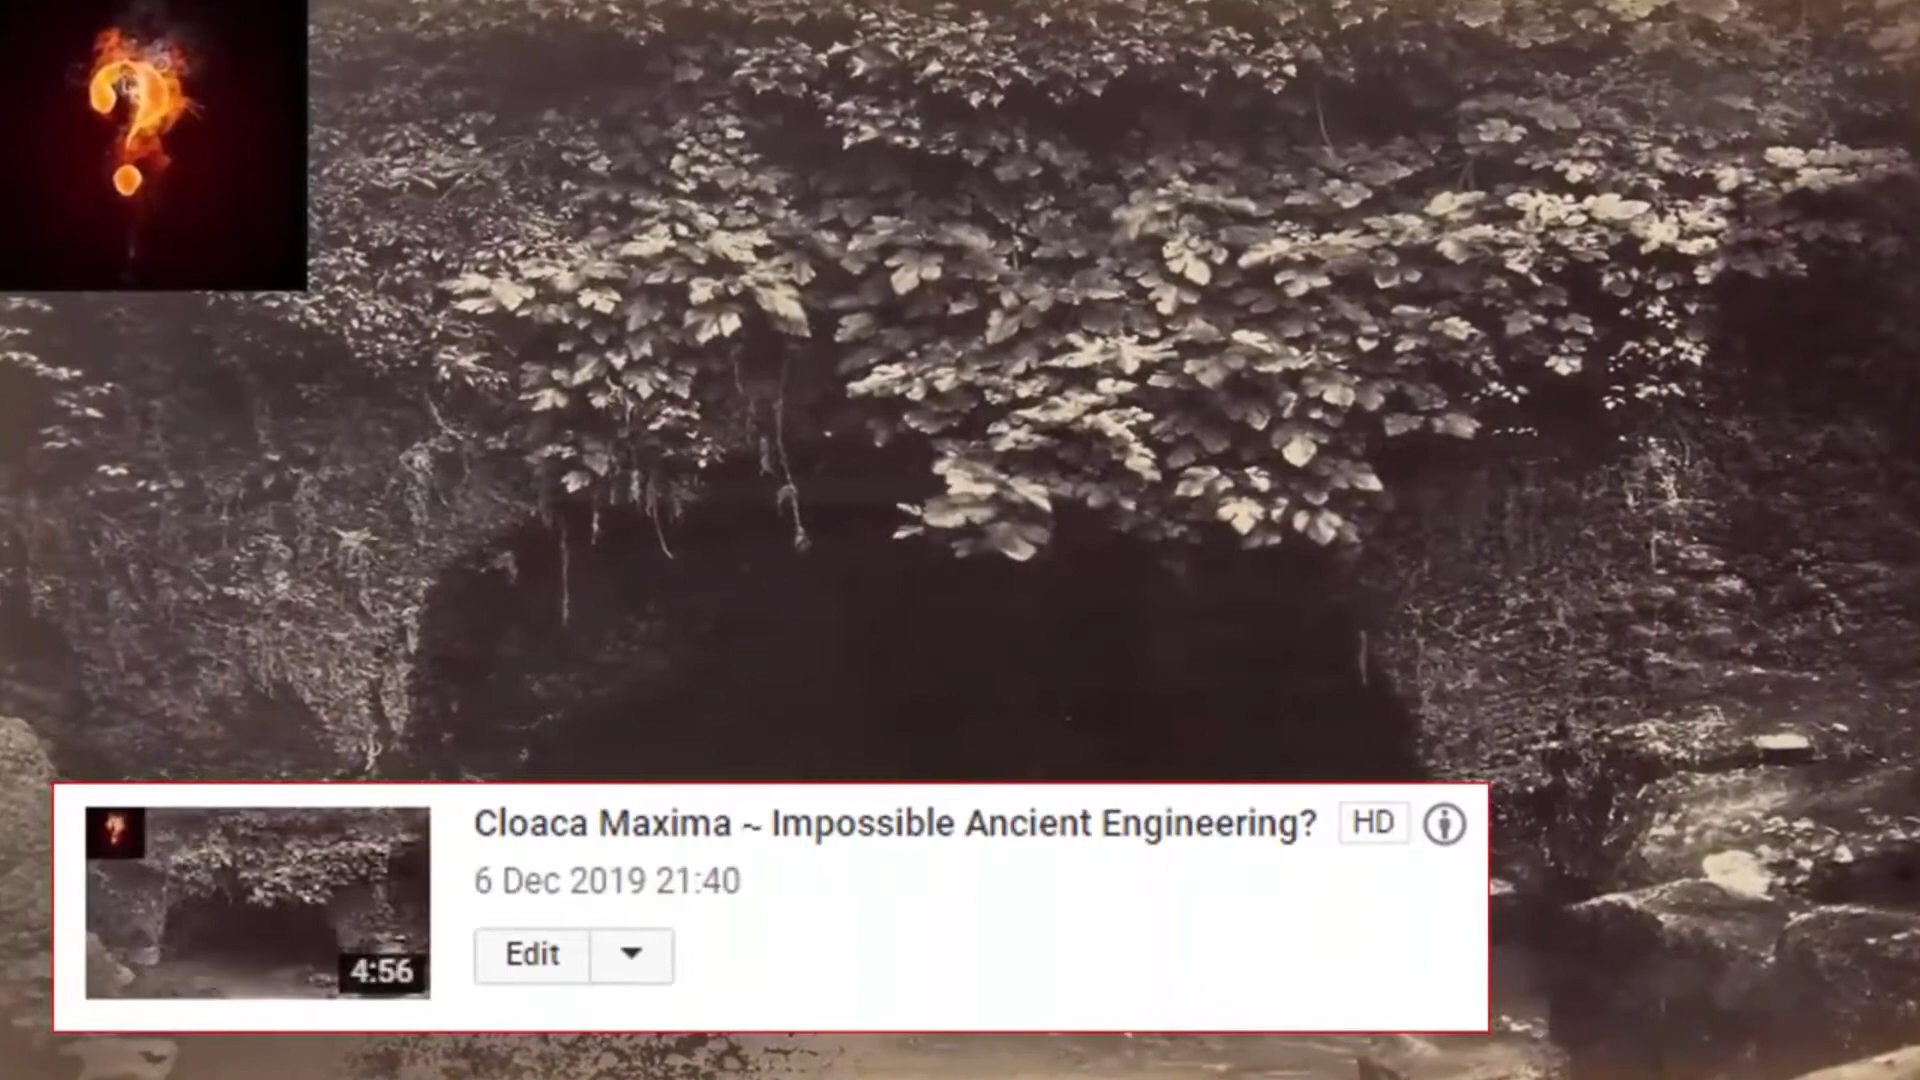 Cloaca Maxima ~ Impossible Ancient Engineering? HD
6 Dec 2019 21:40
Edit
4:56